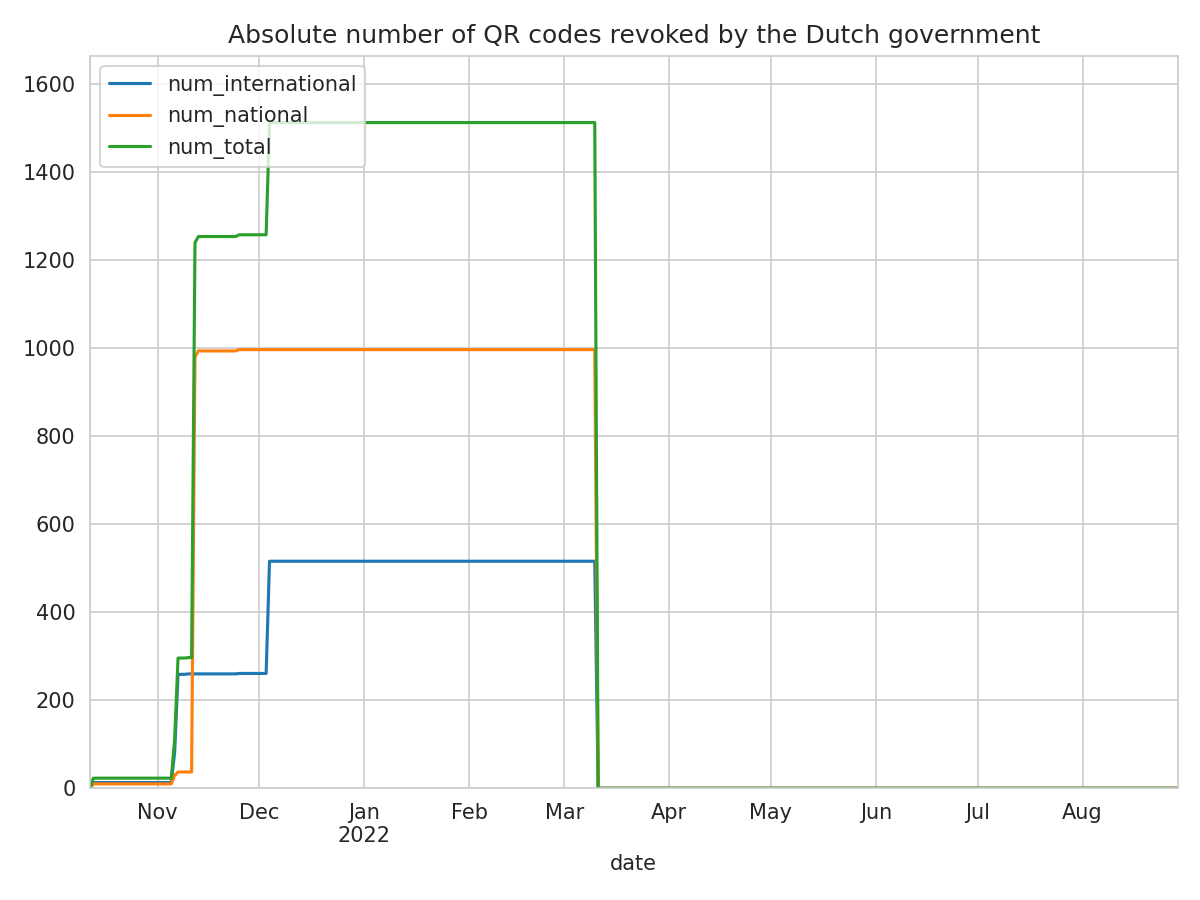 Absolute number of QR codes revoked by the Dutch government
num_international
num_national
num_total
1600
1400
1200
1000
800
600
400
200
0
Nov Dec Jan Feb Mar Apr May Jun Jul Aug
2022
date